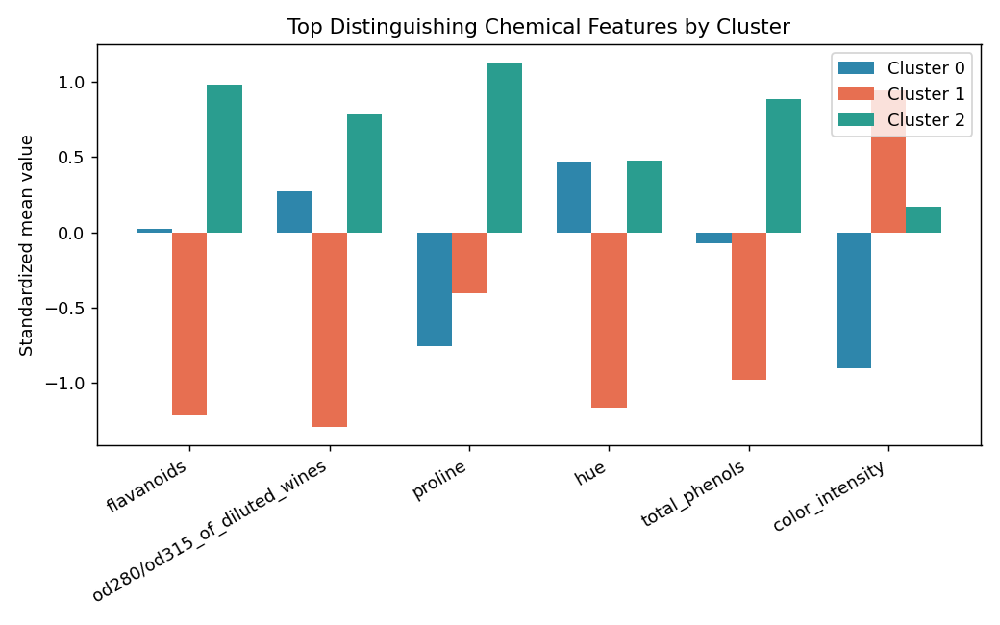 Top Distinguishing Chemical Features by Cluster
Cluster 0
Cluster 1
Cluster 2
Standardized mean value
1.0
0.5
0.0
−0.5
−1.0
flavanoids
od280/od315_of_diluted_wines
proline
hue
total_phenols
color_intensity